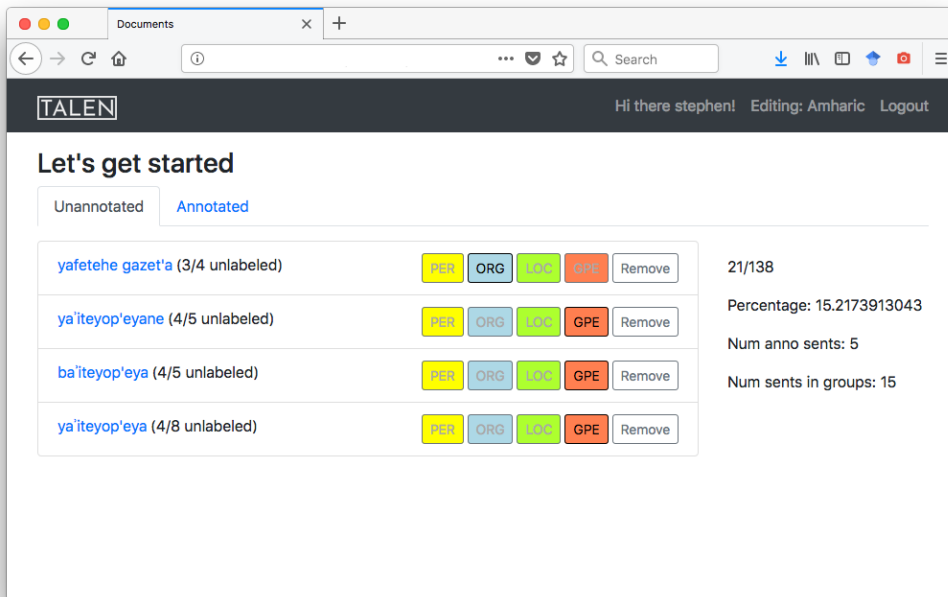 Documents
Search
TALEN
Hi there stephen! Editing: Amharic Logout
Let's get started
Unannotated Annotated
yafetehe gazet'a (3/4 unlabeled) PER ORG LOC GPE Remove
ya'iteyop'eyane (4/5 unlabeled) PER ORG LOC GPE Remove
ba'iteyop'eya (4/5 unlabeled) PER ORG LOC GPE Remove
ya'iteyop'eya (4/8 unlabeled) PER ORG LOC GPE Remove
21/138
Percentage: 15.2173913043
Num anno sents: 5
Num sents in groups: 15